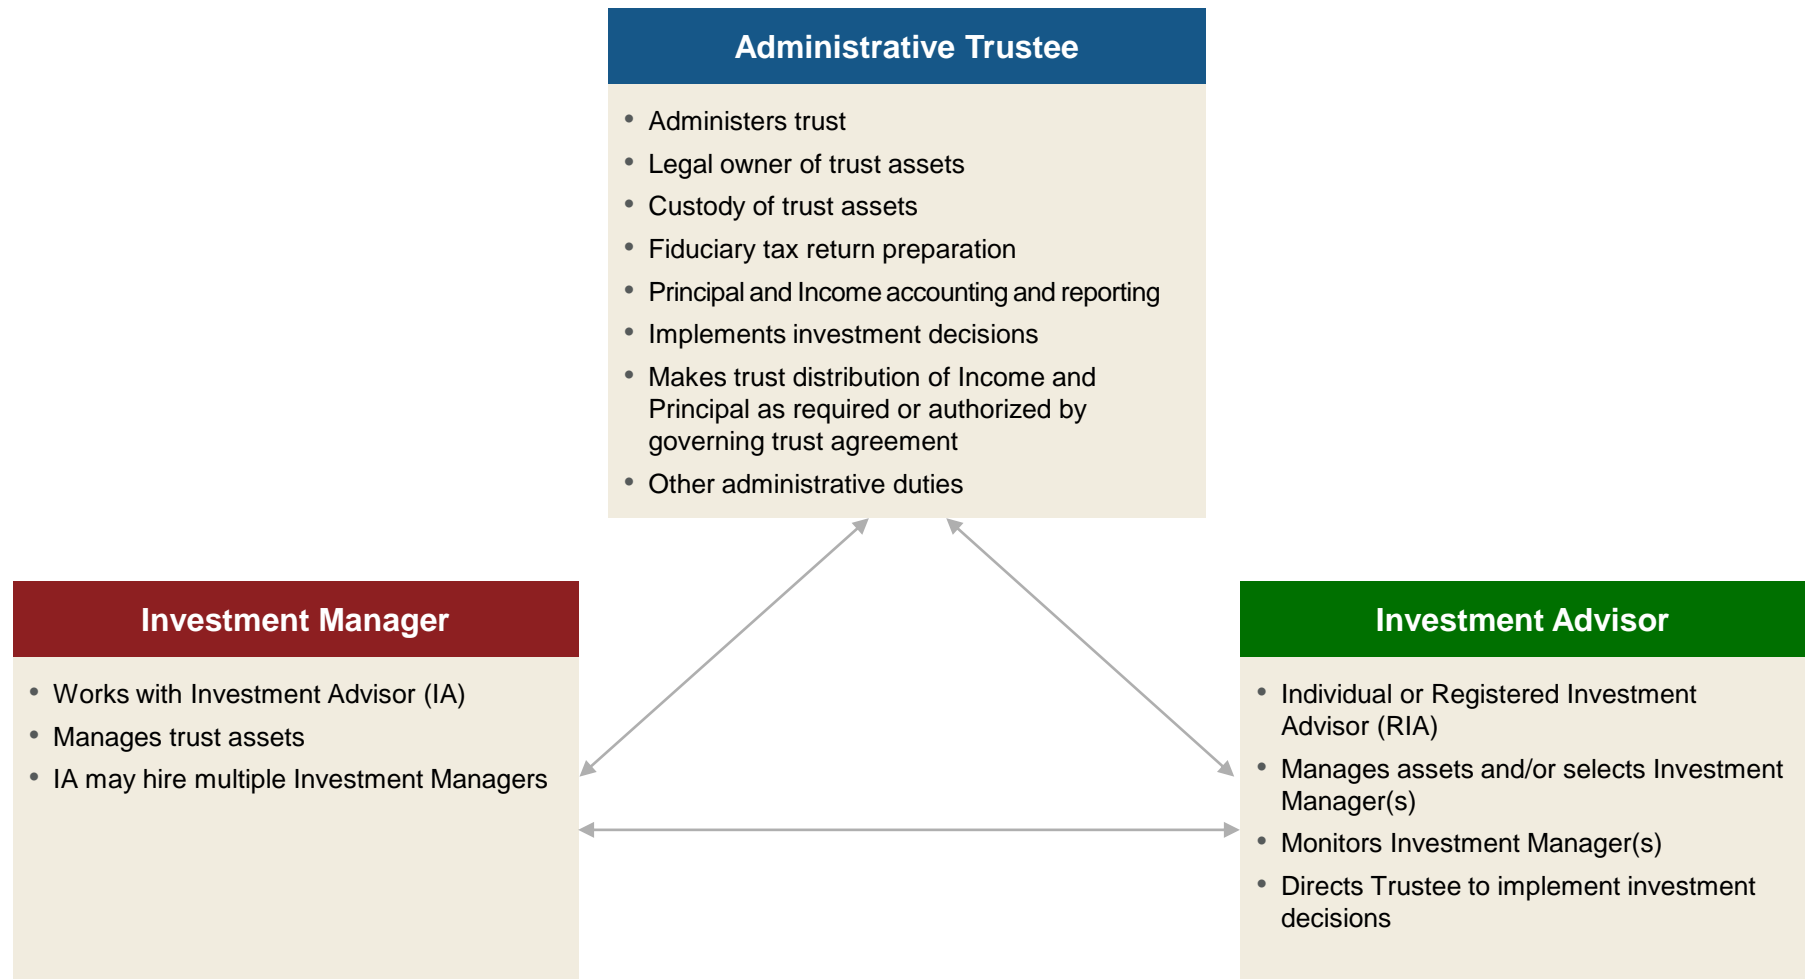 Administrative Trustee
• Administers trust
• Legal owner of trust assets
• Custody of trust assets
• Fiduciary tax return preparation
• Principal and Income accounting and reporting
• Implements investment decisions
• Makes trust distribution of Income and
Principal as required or authorized by
governing trust agreement
• Other administrative duties
Investment Manager
• Works with Investment Advisor (IA)
• Manages trust assets
• IA may hire multiple Investment Managers
Investment Advisor
• Individual or Registered Investment
Advisor (RIA)
• Manages assets and/or selects Investment
Manager(s)
• Monitors Investment Manager(s)
• Directs Trustee to implement investment
decisions